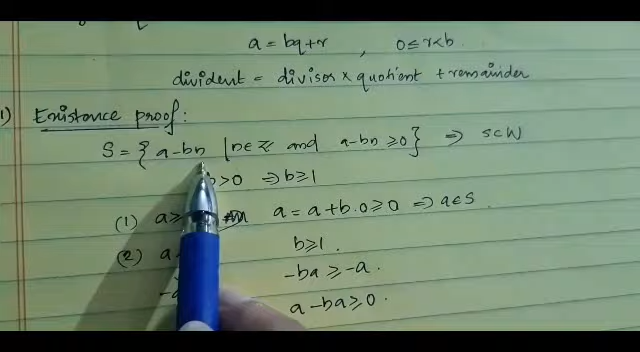 a = bq+r , 0≤r<b.
divident = divisor x quotient + remainder
1) Existance proof:
S = { a-bn | n∈ℤ and a-bn ≥0 } ⇒ S⊂W
b>0 ⇒ b≥1
(1) a≥ a = a+b.0≥0 ⇒ a∈S.
(2) a- b≥1.
-ba ≥ -a.
a-ba≥0.